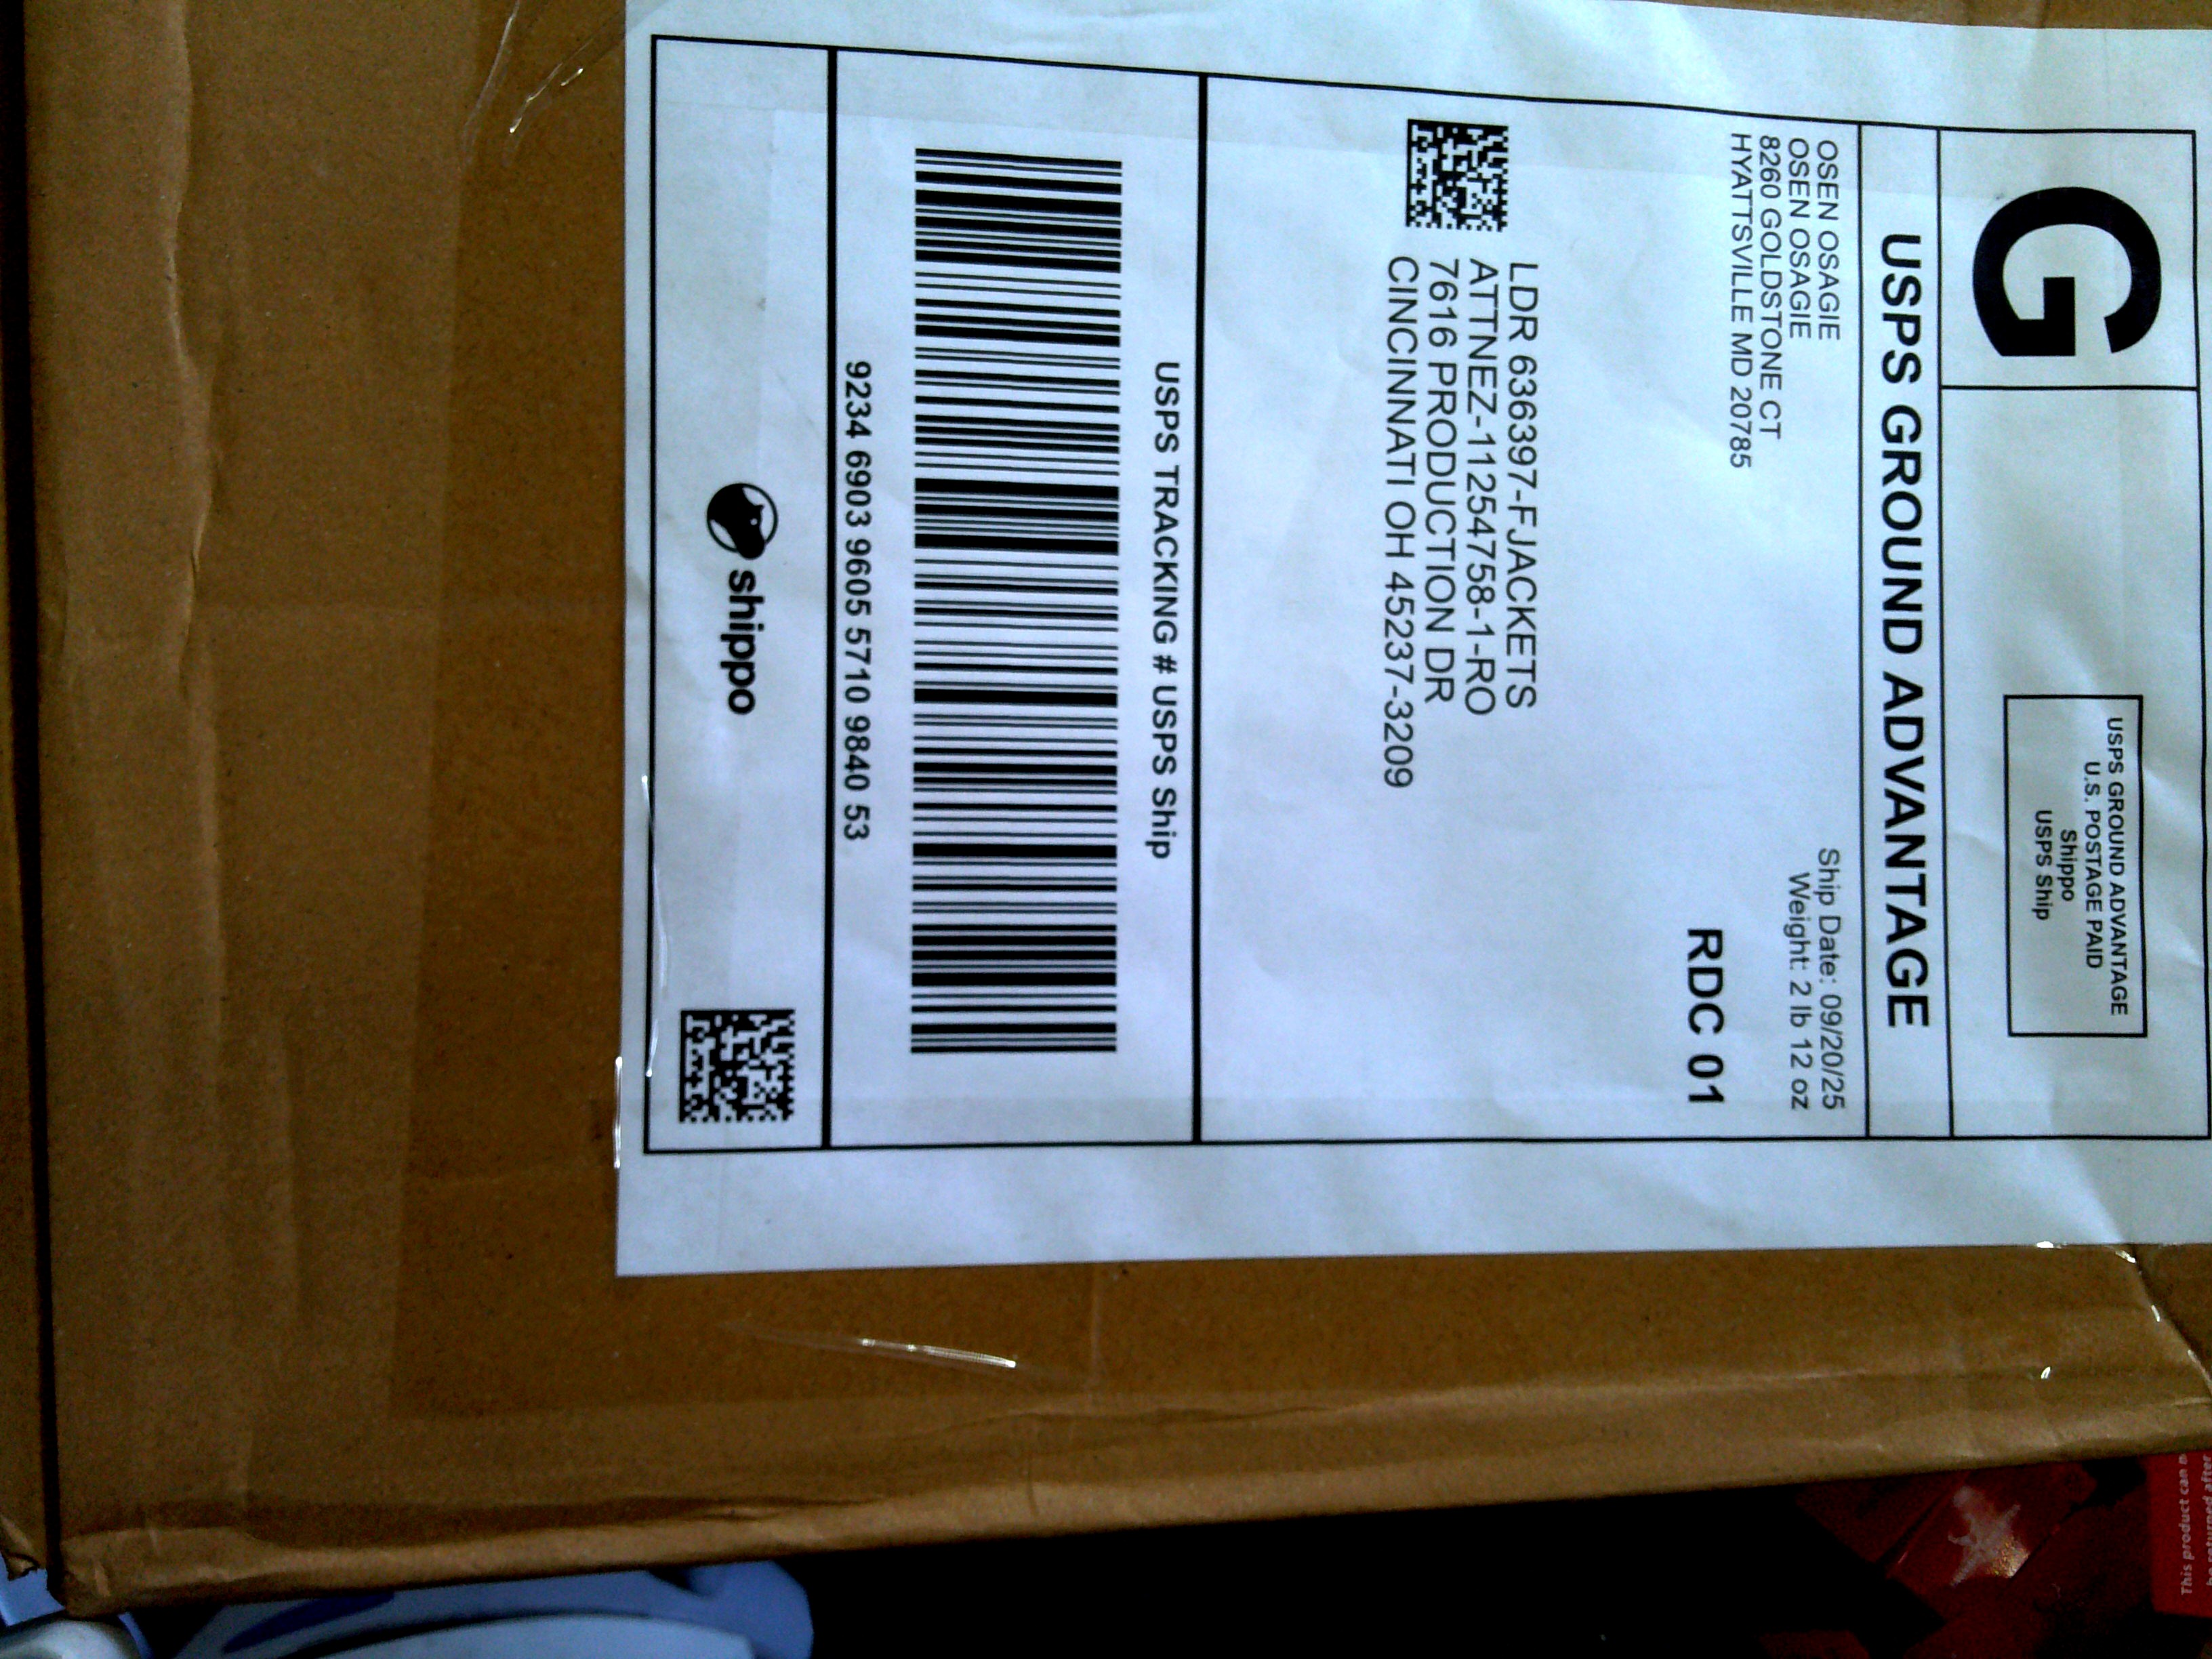 G
USPS GROUND ADVANTAGE
U.S. POSTAGE PAID
Shippo
USPS Ship
USPS GROUND ADVANTAGE
OSEN OSAGIE
OSEN OSAGIE
8260 GOLDSTONE CT
HYATTSVILLE MD 20785
Ship Date: 09/20/25
Weight: 2 lb 12 oz
RDC 01
LDR 636397-FJACKETS
ATTNEZ-11254758-1-RO
7616 PRODUCTION DR
CINCINNATI OH 45237-3209
USPS TRACKING # USPS Ship
9234 6903 9605 5710 9840 53
shippo
This product can